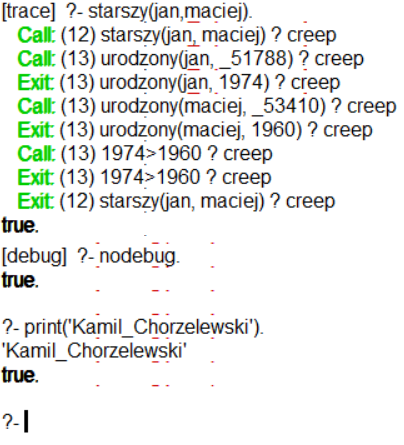 [trace]  ?- starszy(jan,maciej).
Call: (12) starszy(jan, maciej) ? creep
Call: (13) urodzony(jan, _51788) ? creep
Exit: (13) urodzony(jan, 1974) ? creep
Call: (13) urodzony(maciej, _53410) ? creep
Exit: (13) urodzony(maciej, 1960) ? creep
Call: (13) 1974>1960 ? creep
Exit: (13) 1974>1960 ? creep
Exit: (12) starszy(jan, maciej) ? creep
true.
[debug]  ?- nodebug.
true.
?- print('Kamil_Chorzelewski').
'Kamil_Chorzelewski'
true.
?-